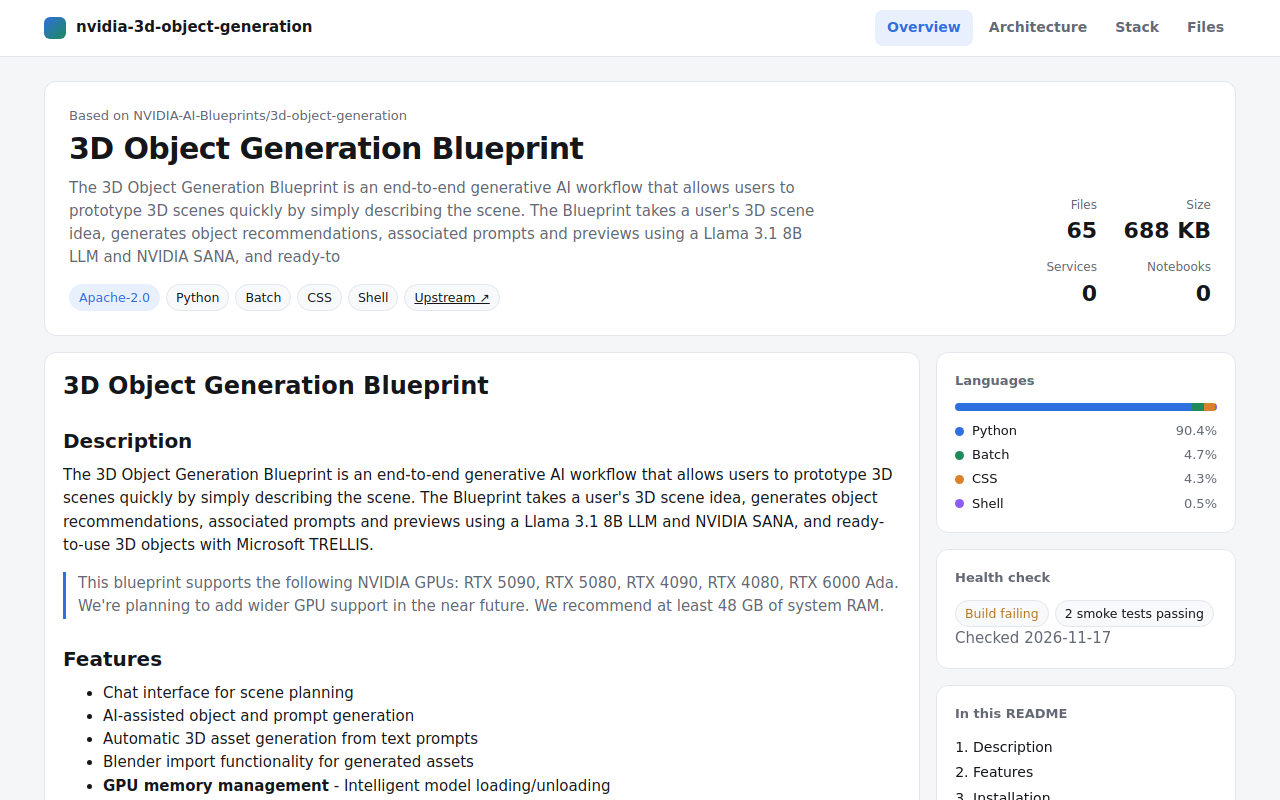 nvidia-3d-object-generation
Overview
Architecture
Stack
Files
Based on NVIDIA-AI-Blueprints/3d-object-generation
3D Object Generation Blueprint
The 3D Object Generation Blueprint is an end-to-end generative AI workflow that allows users to
prototype 3D scenes quickly by simply describing the scene. The Blueprint takes a user's 3D scene
idea, generates object recommendations, associated prompts and previews using a Llama 3.1 8B
LLM and NVIDIA SANA, and ready-to
Apache-2.0
Python
Batch
CSS
Shell
Upstream ↗
Files
65
Size
688 KB
Services
0
Notebooks
0
3D Object Generation Blueprint
Description
The 3D Object Generation Blueprint is an end-to-end generative AI workflow that allows users to prototype 3D
scenes quickly by simply describing the scene. The Blueprint takes a user's 3D scene idea, generates object
recommendations, associated prompts and previews using a Llama 3.1 8B LLM and NVIDIA SANA, and ready-
to-use 3D objects with Microsoft TRELLIS.
This blueprint supports the following NVIDIA GPUs: RTX 5090, RTX 5080, RTX 4090, RTX 4080, RTX 6000 Ada.
We're planning to add wider GPU support in the near future. We recommend at least 48 GB of system RAM.
Features
• Chat interface for scene planning
• AI-assisted object and prompt generation
• Automatic 3D asset generation from text prompts
• Blender import functionality for generated assets
• GPU memory management - Intelligent model loading/unloading
Languages
Python 90.4%
Batch 4.7%
CSS 4.3%
Shell 0.5%
Health check
Build failing
2 smoke tests passing
Checked 2026-11-17
In this README
1. Description
2. Features
3. Installation